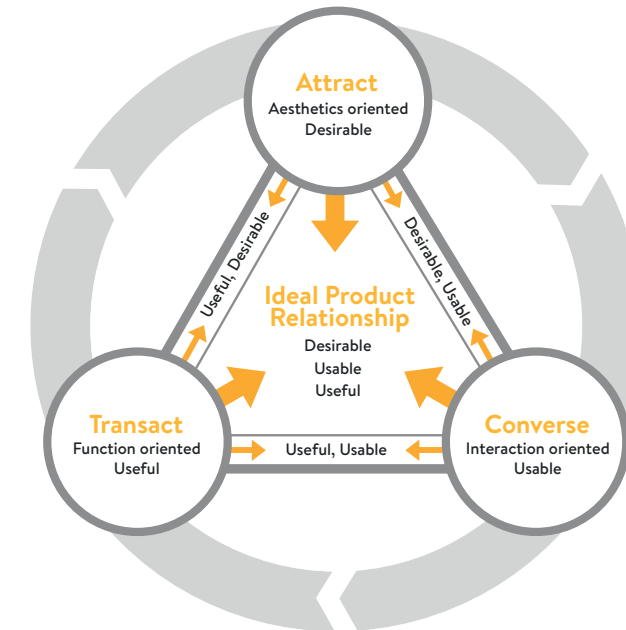 Attract
Aesthetics oriented
Desirable
Useful, Desirable
Desirable, Usable
Ideal Product
Relationship
Desirable
Usable
Useful
Transact
Function oriented
Useful
Useful, Usable
Converse
Interaction oriented
Usable